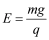 E = mg/q